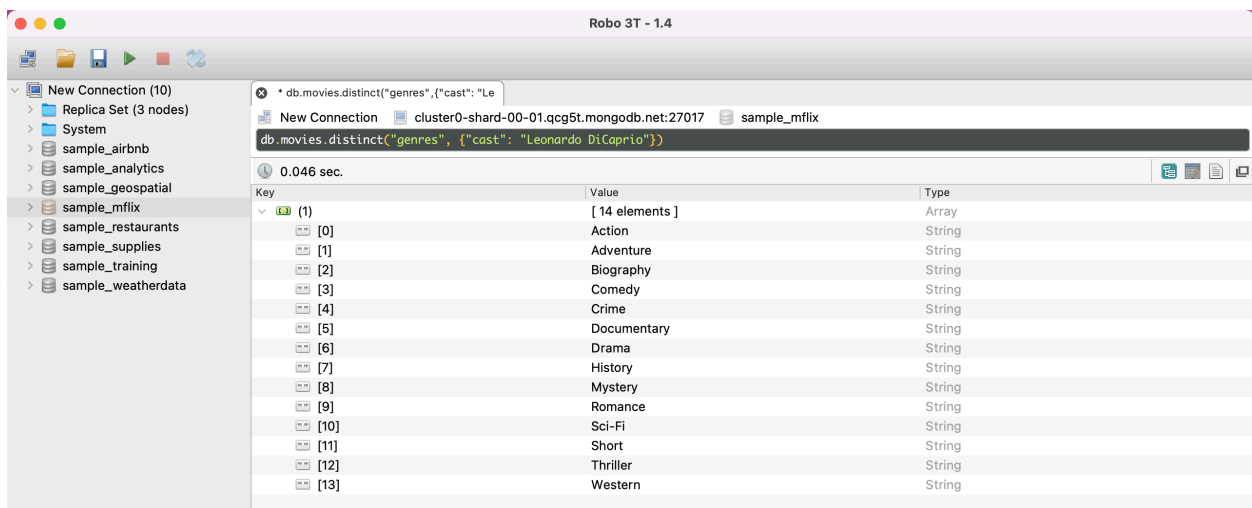 Robo 3T - 1.4
New Connection (10)
Replica Set (3 nodes)
System
sample_airbnb
sample_analytics
sample_geospatial
sample_mflix
sample_restaurants
sample_supplies
sample_training
sample_weatherdata
* db.movies.distinct("genres",{"cast": "Le
New Connection cluster0-shard-00-01.qcg5t.mongodb.net:27017 sample_mflix
db.movies.distinct("genres", {"cast": "Leonardo DiCaprio"})
0.046 sec.
Key Value Type
(1) [ 14 elements ] Array
[0] Action String
[1] Adventure String
[2] Biography String
[3] Comedy String
[4] Crime String
[5] Documentary String
[6] Drama String
[7] History String
[8] Mystery String
[9] Romance String
[10] Sci-Fi String
[11] Short String
[12] Thriller String
[13] Western String